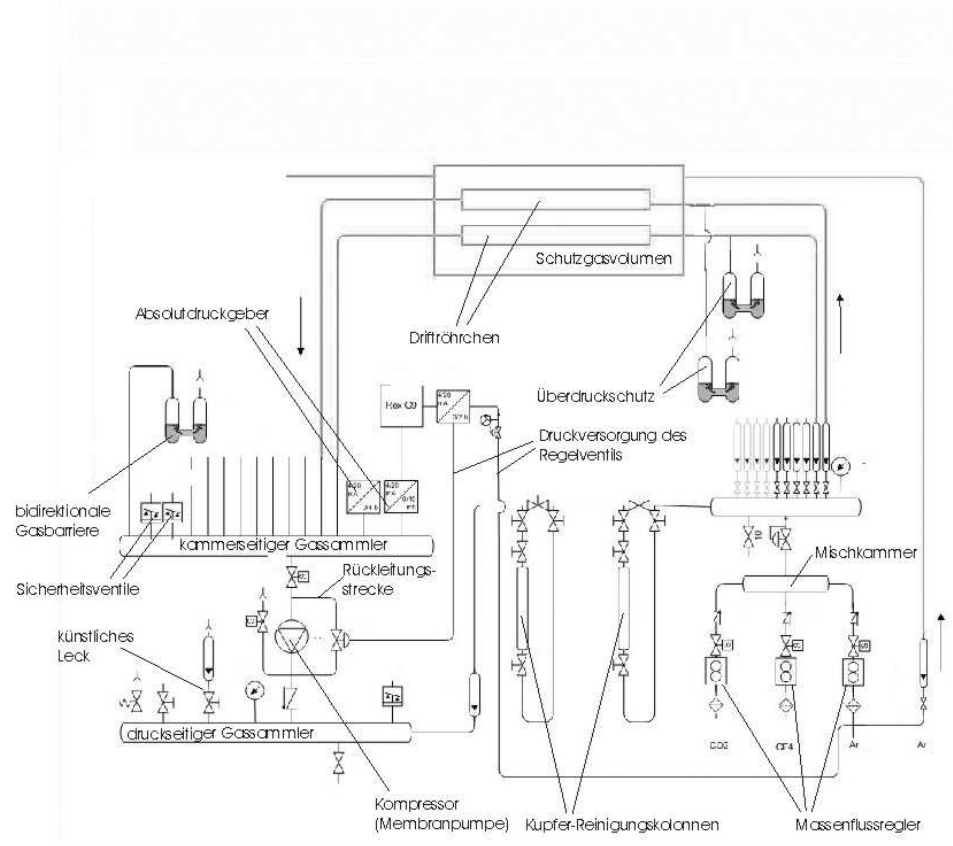 Schutzgasvolumen
Absolutdruckgeber
Driftröhrchen
Überdruckschutz
Druckversorgung des
Regelventils
bidirektionale
Gasbarriere
kammerseitiger Gassammler
Sicherheitsventile
Rückleitungs-
strecke
Mischkammer
künstliches
Leck
druckseitiger Gassammler
CO2
CF4
Ar
Ar
Kompressor
(Membranpumpe)
Kupfer-Reinigungskolonnen
Massenflussregler